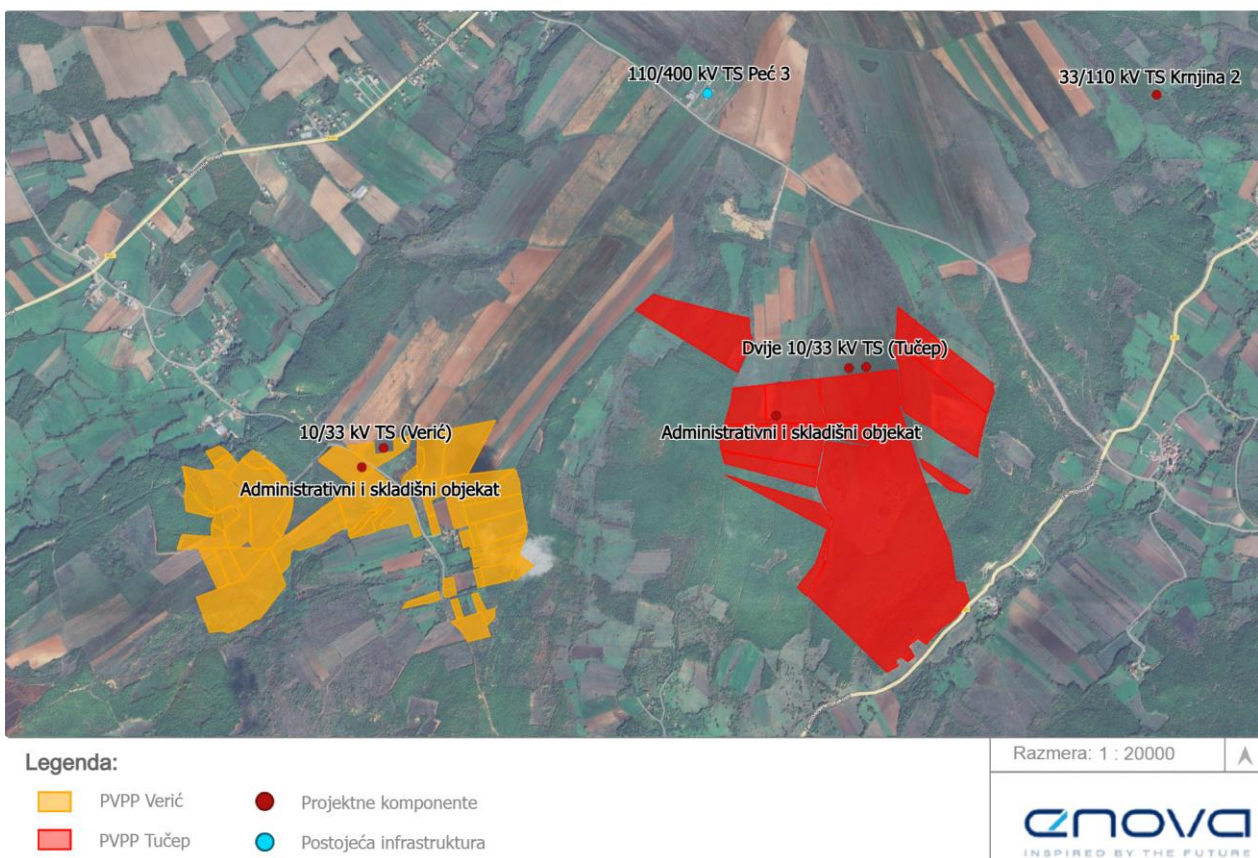 110/400 kV TS Peć 3
33/110 kV TS Krnjina 2
Dvije 10/33 kV TS (Tučep)
Administrativni i skladišni objekat
10/33 kV TS (Verić)
Administrativni i skladišni objekat
Legenda:
PVPP Verić
Projektne komponente
PVPP Tučep
Postojeća infrastruktura
Razmera: 1 : 20000
enova
INSPIRED BY THE FUTURE